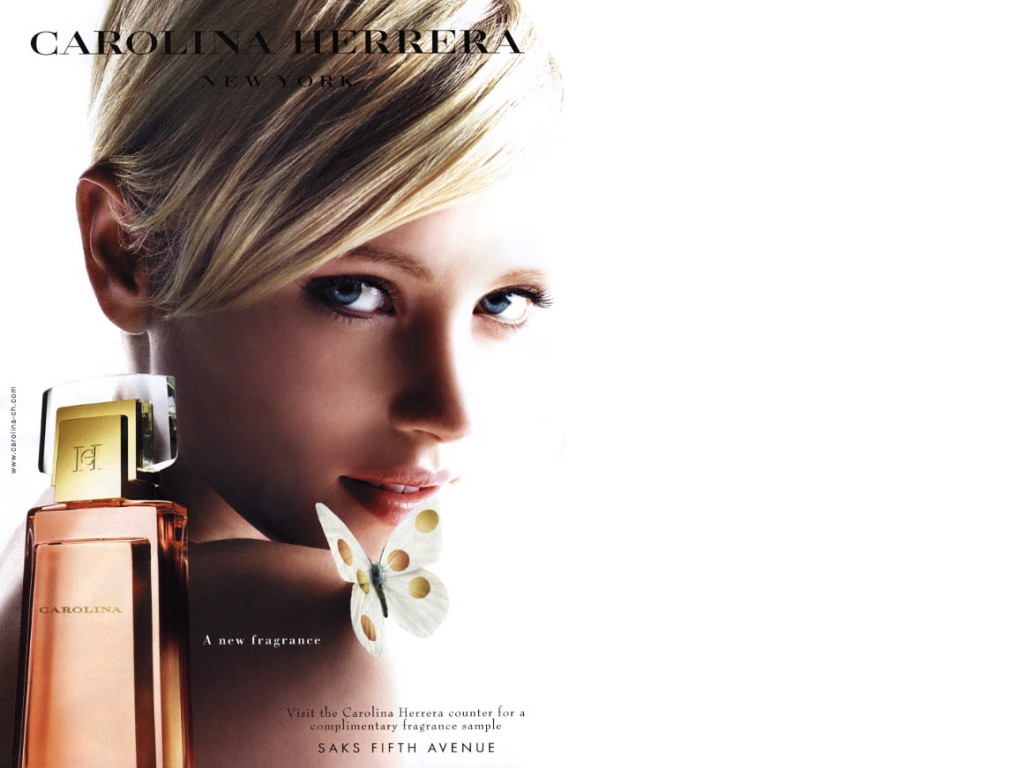 CAROLINA HERRERA
NEW YORK
www.carolina-ch.com
CH
CAROLINA
A new fragrance
Visit the Carolina Herrera counter for a
complimentary fragrance sample
SAKS FIFTH AVENUE